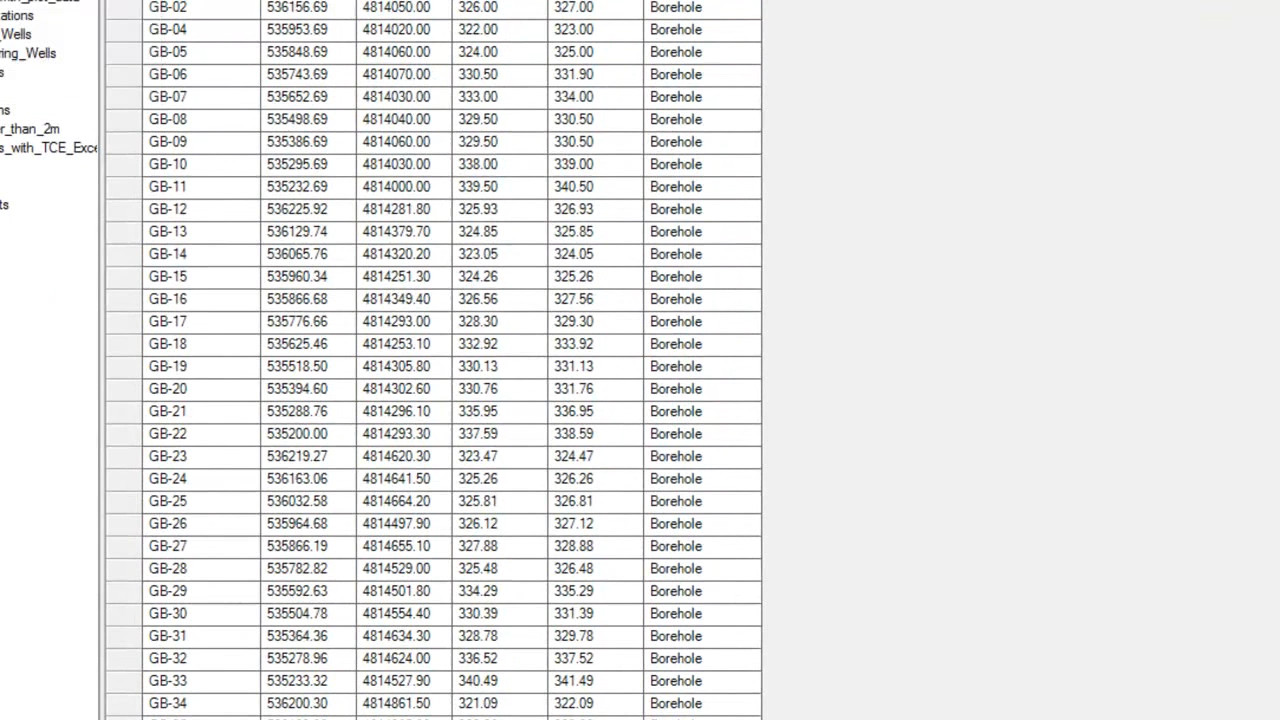 ations
_Wells
ring_Wells
s
ns
r_than_2m
s_with_TCE_Exce
ts
GB-02 536156.69 4814050.00 326.00 327.00 Borehole
GB-04 535953.69 4814020.00 322.00 323.00 Borehole
GB-05 535848.69 4814060.00 324.00 325.00 Borehole
GB-06 535743.69 4814070.00 330.50 331.90 Borehole
GB-07 535652.69 4814030.00 333.00 334.00 Borehole
GB-08 535498.69 4814040.00 329.50 330.50 Borehole
GB-09 535386.69 4814060.00 329.50 330.50 Borehole
GB-10 535295.69 4814030.00 338.00 339.00 Borehole
GB-11 535232.69 4814000.00 339.50 340.50 Borehole
GB-12 536225.92 4814281.80 325.93 326.93 Borehole
GB-13 536129.74 4814379.70 324.85 325.85 Borehole
GB-14 536065.76 4814320.20 323.05 324.05 Borehole
GB-15 535960.34 4814251.30 324.26 325.26 Borehole
GB-16 535866.68 4814349.40 326.56 327.56 Borehole
GB-17 535776.66 4814293.00 328.30 329.30 Borehole
GB-18 535625.46 4814253.10 332.92 333.92 Borehole
GB-19 535518.50 4814305.80 330.13 331.13 Borehole
GB-20 535394.60 4814302.60 330.76 331.76 Borehole
GB-21 535288.76 4814296.10 335.95 336.95 Borehole
GB-22 535200.00 4814293.30 337.59 338.59 Borehole
GB-23 536219.27 4814620.30 323.47 324.47 Borehole
GB-24 536163.06 4814641.50 325.26 326.26 Borehole
GB-25 536032.58 4814664.20 325.81 326.81 Borehole
GB-26 535964.68 4814497.90 326.12 327.12 Borehole
GB-27 535866.19 4814655.10 327.88 328.88 Borehole
GB-28 535782.82 4814529.00 325.48 326.48 Borehole
GB-29 535592.63 4814501.80 334.29 335.29 Borehole
GB-30 535504.78 4814554.40 330.39 331.39 Borehole
GB-31 535364.36 4814634.30 328.78 329.78 Borehole
GB-32 535278.96 4814624.00 336.52 337.52 Borehole
GB-33 535233.32 4814527.90 340.49 341.49 Borehole
GB-34 536200.30 4814861.50 321.09 322.09 Borehole